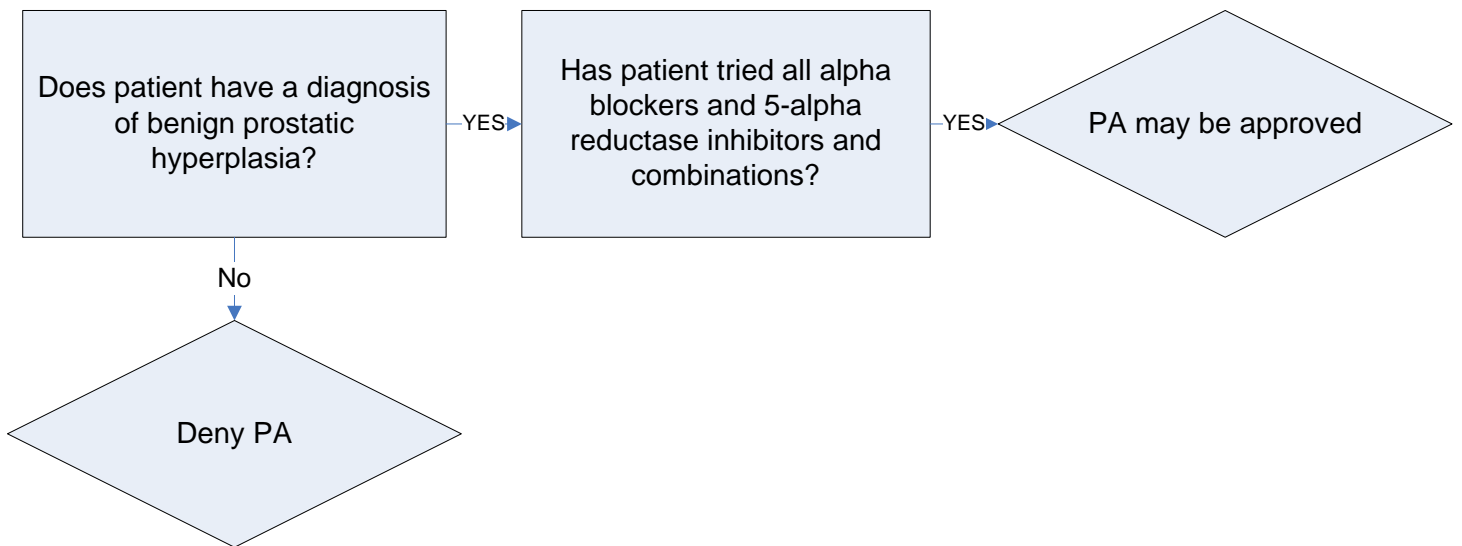 Does patient have a diagnosis
of benign prostatic
hyperplasia?
YES
Has patient tried all alpha
blockers and 5-alpha
reductase inhibitors and
combinations?
YES
PA may be approved
No
Deny PA